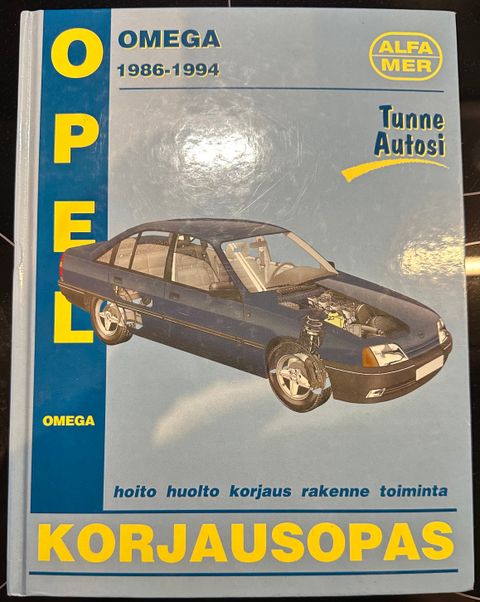 OPEL
OMEGA
1986-1994
ALFA
MER
Tunne
Autosi
OMEGA
hoito huolto korjaus rakenne toiminta
KORJAUSOPAS